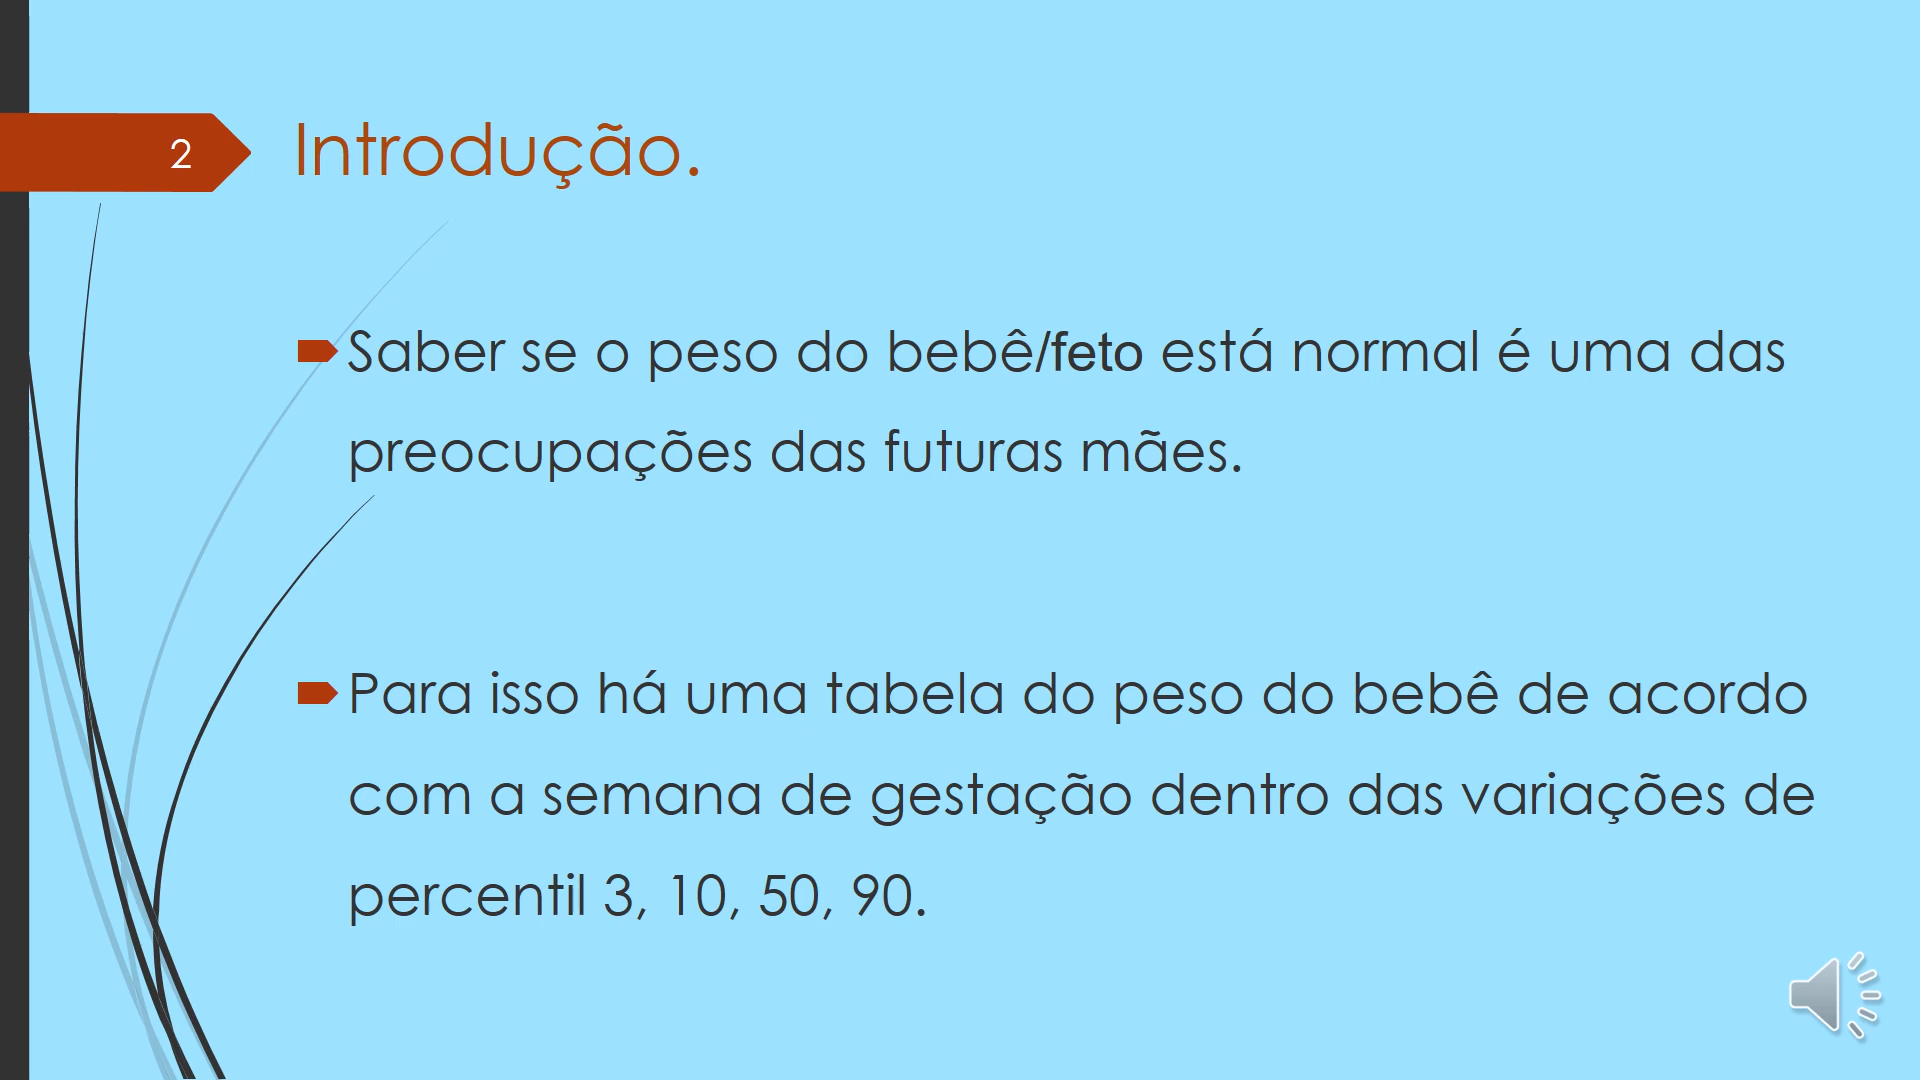 2
Introdução.
Saber se o peso do bebê/feto está normal é uma das
preocupações das futuras mães.
Para isso há uma tabela do peso do bebê de acordo
com a semana de gestação dentro das variações de
percentil 3, 10, 50, 90.